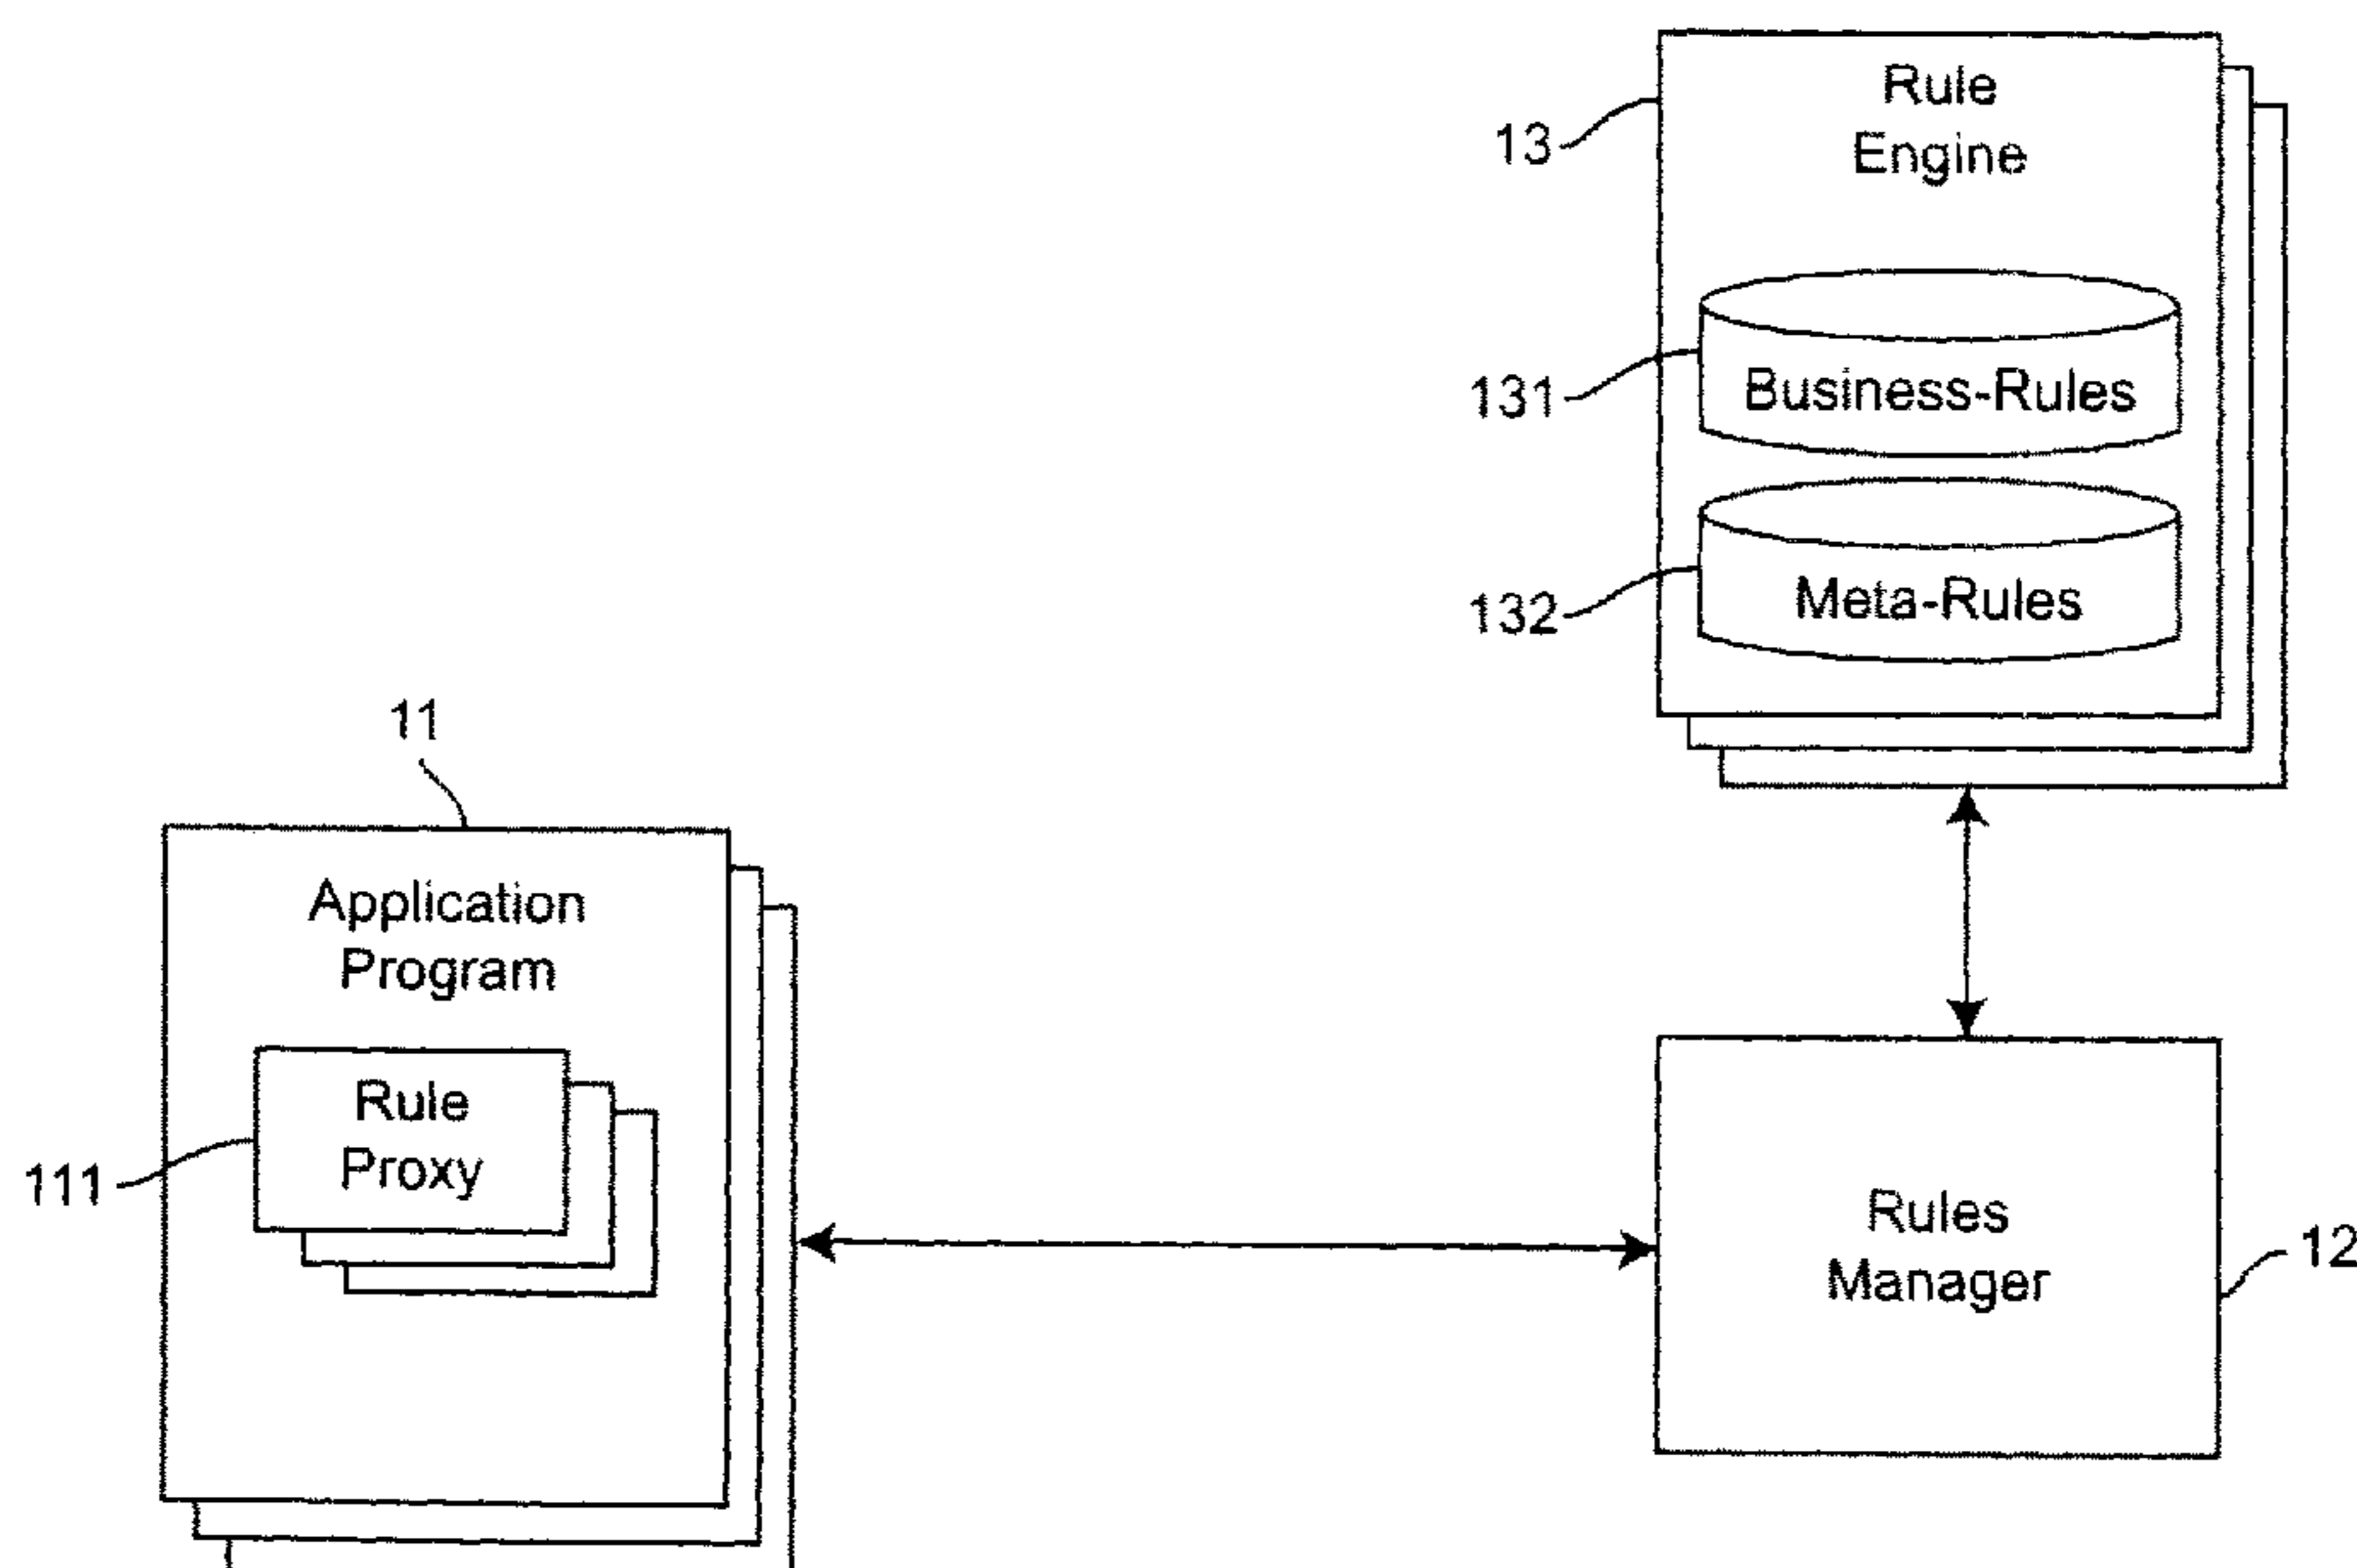 Rule
Engine
13
131
Business-Rules
132
Meta-Rules
11
Application
Program
Rule
Proxy
111
Rules
Manager
12